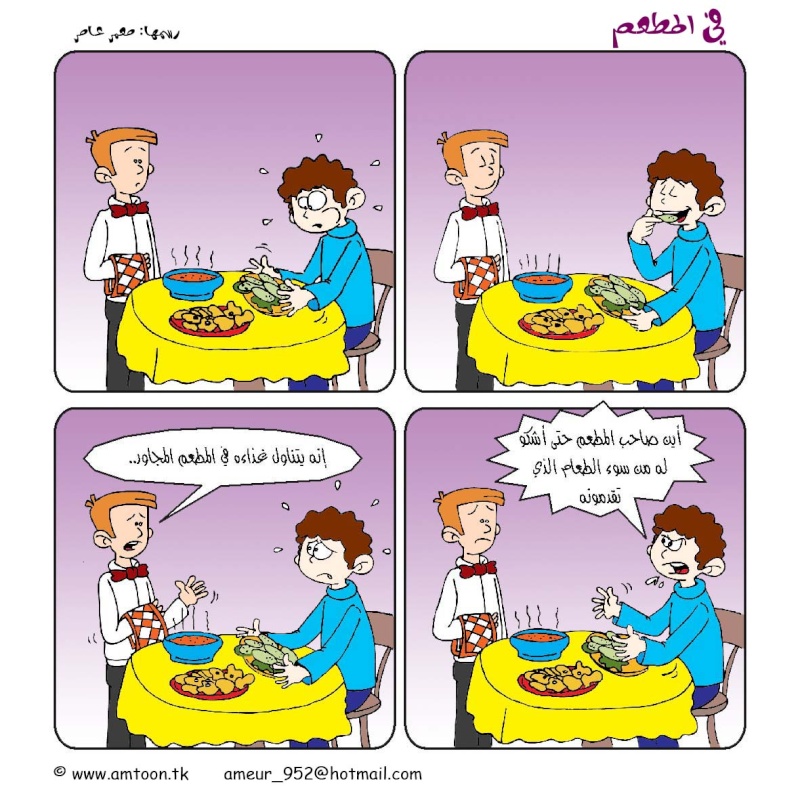 في المطعم
رسمها: معمر عامر
أين صاحب المطعم حتى أشكو
له من سوء الطعام الذي
تقدمونه
إنه يتناول غذاءه في المطعم المجاور..
© www.amtoon.tk ameur_952@hotmail.com